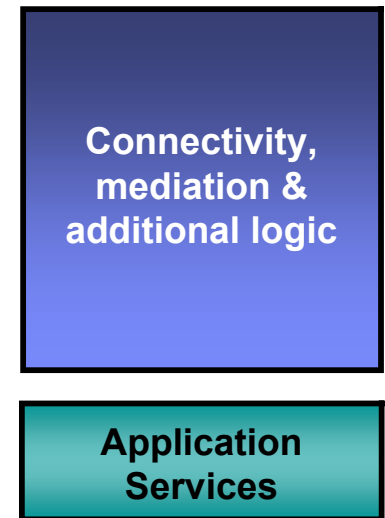 Connectivity,
mediation &
additional logic
Application
Services